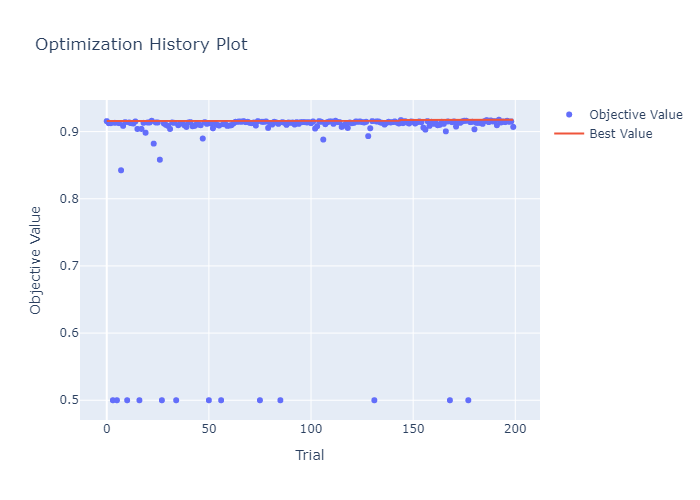 Optimization History Plot
Objective Value
Best Value
0.9
0.8
0.7
0.6
0.5
Objective Value
0
50
100
150
200
Trial